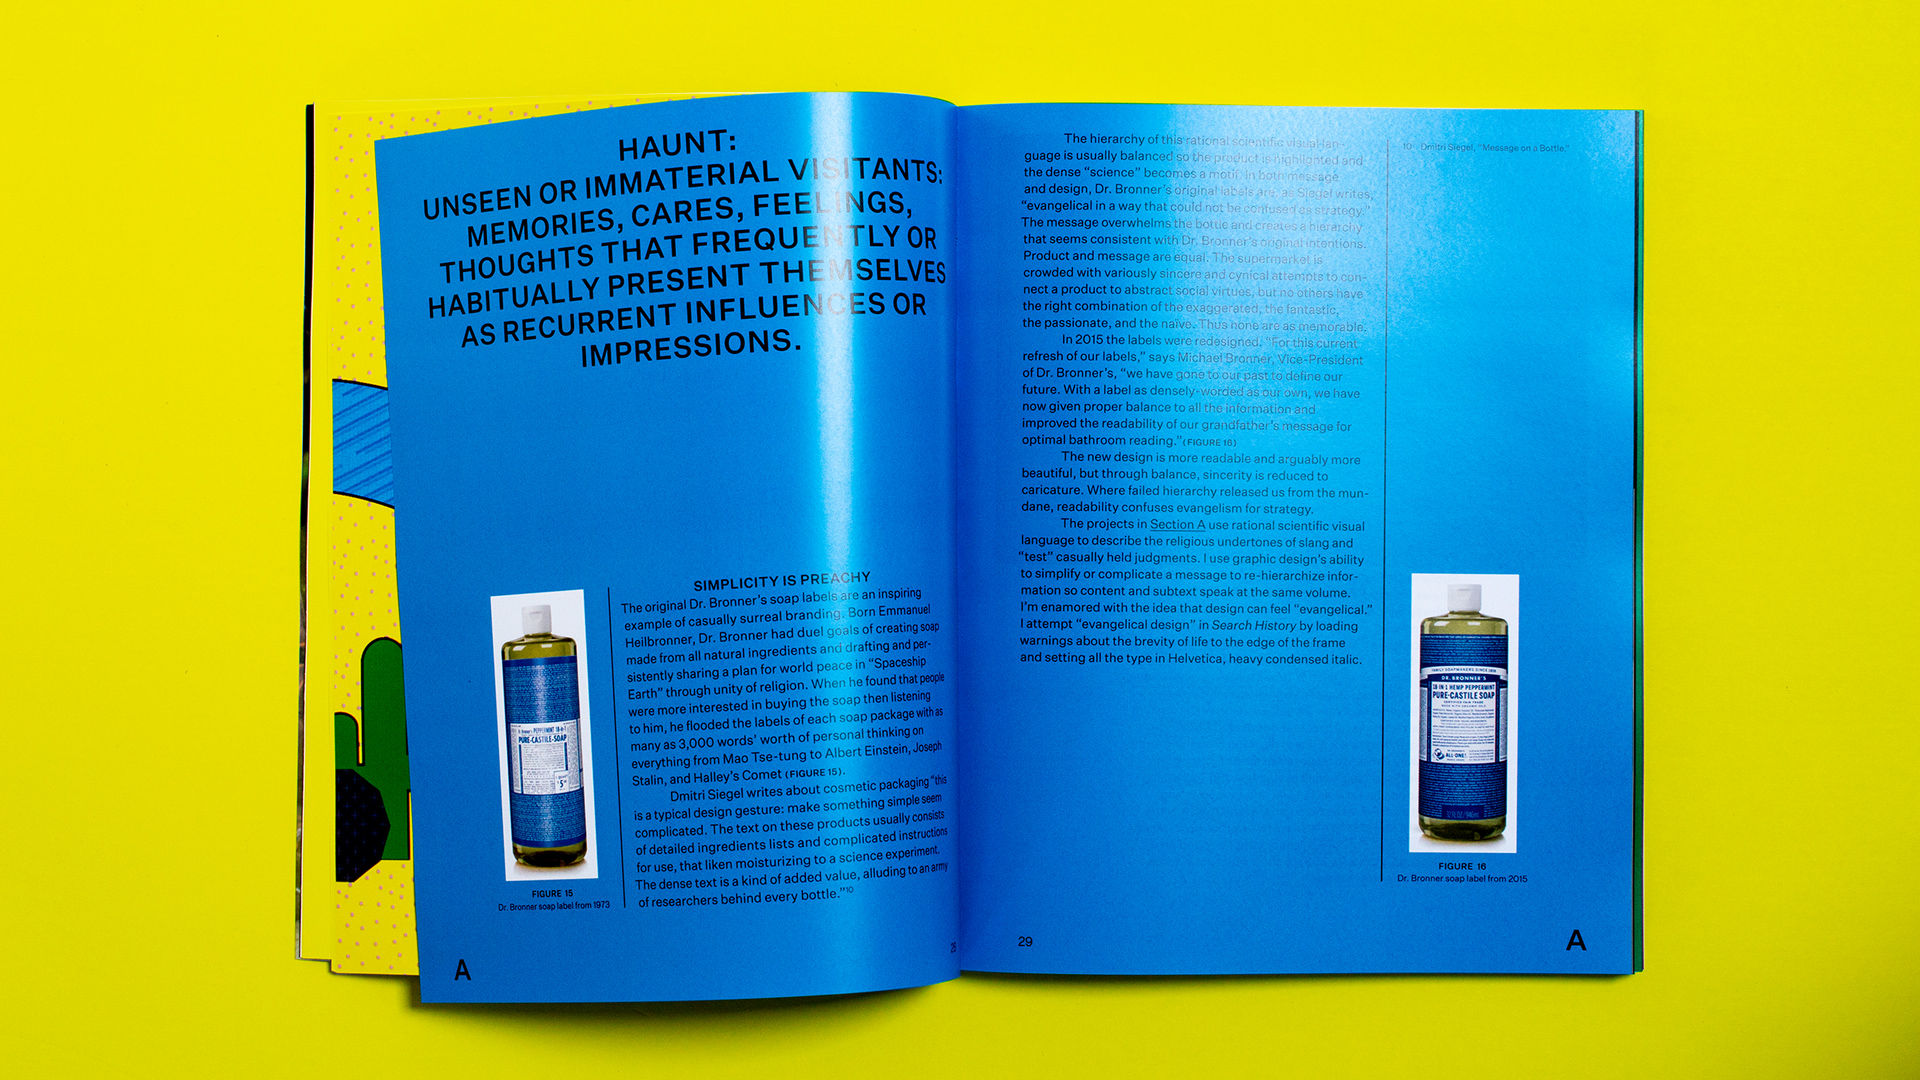 HAUNT:
UNSEEN OR IMMATERIAL VISITANTS:
MEMORIES, CARES, FEELINGS,
THOUGHTS THAT FREQUENTLY OR
HABITUALLY PRESENT THEMSELVES
AS RECURRENT INFLUENCES OR
IMPRESSIONS.
SIMPLICITY IS PREACHY
The original Dr. Bronner's soap labels are an inspiring
example of casually surreal branding. Born Emmanuel
Heilbronner, Dr. Bronner had duel goals of creating soap
made from all natural ingredients and drafting and per-
sistently sharing a plan for world peace in “Spaceship
Earth” through unity of religion. When he found that people
were more interested in buying the soap then listening
to him, he flooded the labels of each soap package with as
many as 3,000 words' worth of personal thinking on
everything from Mao Tse-tung to Albert Einstein, Joseph
Stalin, and Halley's Comet (FIGURE 15).
Dmitri Siegel writes about cosmetic packaging “this
is a typical design gesture: make something simple seem
complicated. The text on these products usually consists
of detailed ingredients lists and complicated instructions
for use, that liken moisturizing to a science experiment.
The dense text is a kind of added value, alluding to an army
of researchers behind every bottle.”10
PURE-CASTILE-SOAP
FIGURE 15
Dr. Bronner soap label from 1973
A
The hierarchy of this rational scientific visual lan-
guage is usually balanced so the product is highlighted and
the dense “science” becomes a motif. In both message
and design, Dr. Bronner's original labels are, as Siegel writes,
“evangelical in a way that could not be confused as strategy.”
The message overwhelms the bottle and creates a hierarchy
that seems consistent with Dr. Bronner's original intentions.
Product and message are equal. The supermarket is
crowded with variously sincere and cynical attempts to con-
nect a product to abstract social virtues, but no others have
the right combination of the exaggerated, the fantastic,
the passionate, and the naïve. Thus none are as memorable.
In 2015 the labels were redesigned. “For this current
refresh of our labels,” says Michael Bronner, Vice-President
of Dr. Bronner's, “we have gone to our past to define our
future. With a label as densely-worded as our own, we have
now given proper balance to all the information and
improved the readability of our grandfather's message for
optimal bathroom reading.” (FIGURE 16)
The new design is more readable and arguably more
beautiful, but through balance, sincerity is reduced to
caricature. Where failed hierarchy released us from the mun-
dane, readability confuses evangelism for strategy.
The projects in Section A use rational scientific visual
language to describe the religious undertones of slang and
“test” casually held judgments. I use graphic design's ability
to simplify or complicate a message to re-hierarchize infor-
mation so content and subtext speak at the same volume.
I'm enamored with the idea that design can feel “evangelical.”
I attempt “evangelical design” in Search History by loading
warnings about the brevity of life to the edge of the frame
and setting all the type in Helvetica, heavy condensed italic.
10 Dmitri Siegel, “Message on a Bottle.”
DR. BRONNER'S
18-IN-1 HEMP PEPPERMINT
PURE-CASTILE SOAP
ALL-ONE!
FIGURE 16
Dr. Bronner soap label from 2015
29
A